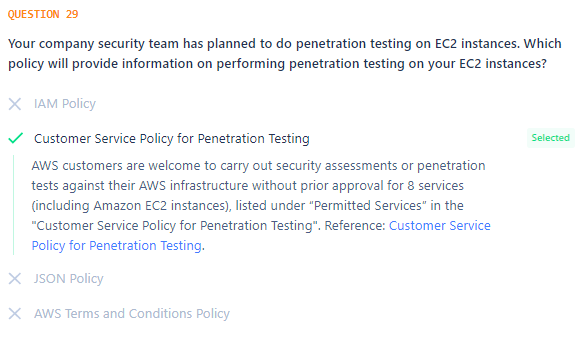 QUESTION 29
Your company security team has planned to do penetration testing on EC2 instances. Which
policy will provide information on performing penetration testing on your EC2 instances?
IAM Policy
Customer Service Policy for Penetration Testing
Selected
AWS customers are welcome to carry out security assessments or penetration
tests against their AWS infrastructure without prior approval for 8 services
(including Amazon EC2 instances), listed under “Permitted Services” in the
"Customer Service Policy for Penetration Testing". Reference: Customer Service
Policy for Penetration Testing.
JSON Policy
AWS Terms and Conditions Policy